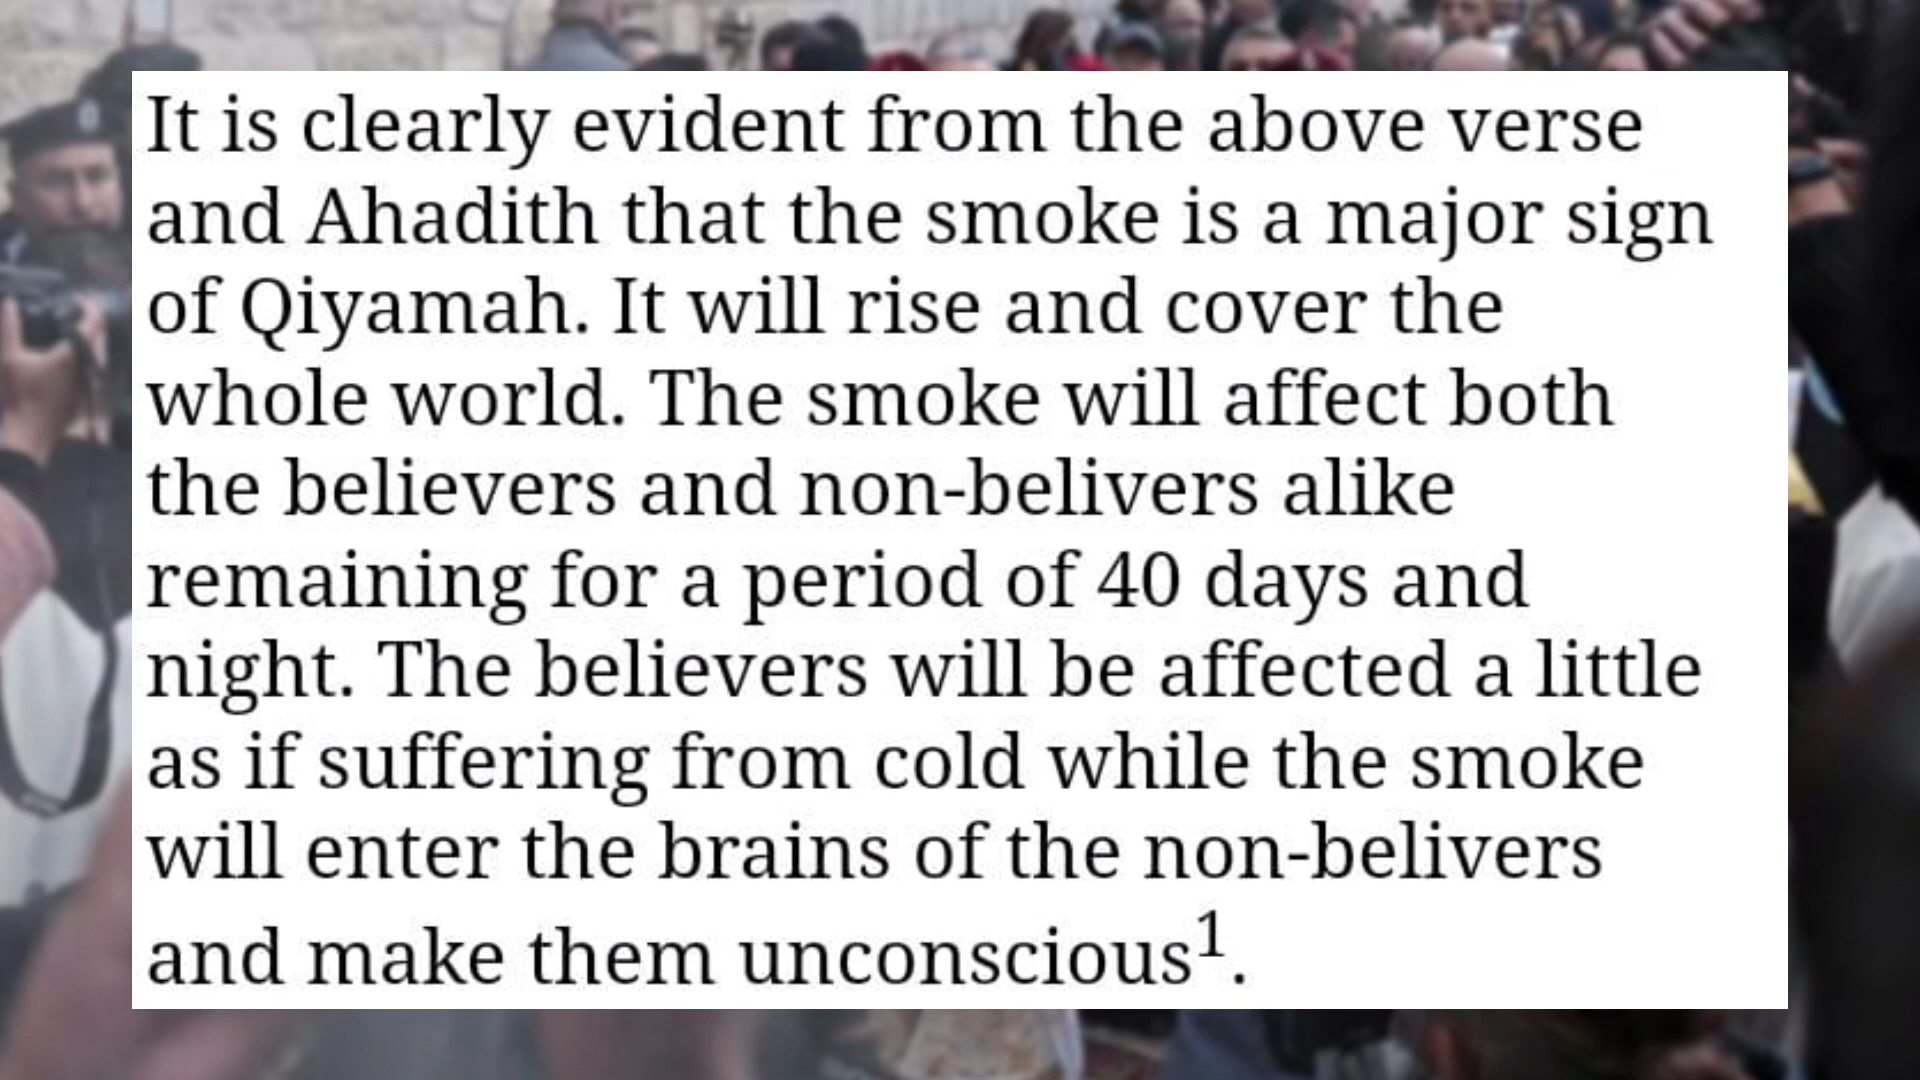 It is clearly evident from the above verse
and Ahadith that the smoke is a major sign
of Qiyamah. It will rise and cover the
whole world. The smoke will affect both
the believers and non-belivers alike
remaining for a period of 40 days and
night. The believers will be affected a little
as if suffering from cold while the smoke
will enter the brains of the non-belivers
and make them unconscious¹.